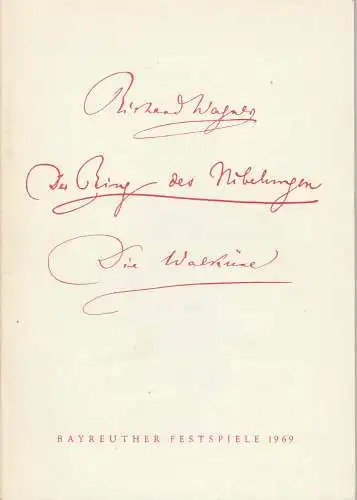 Richard Wagner
Der Ring des Nibelungen
Die Walküre
BAYREUTHER FESTSPIELE 1969